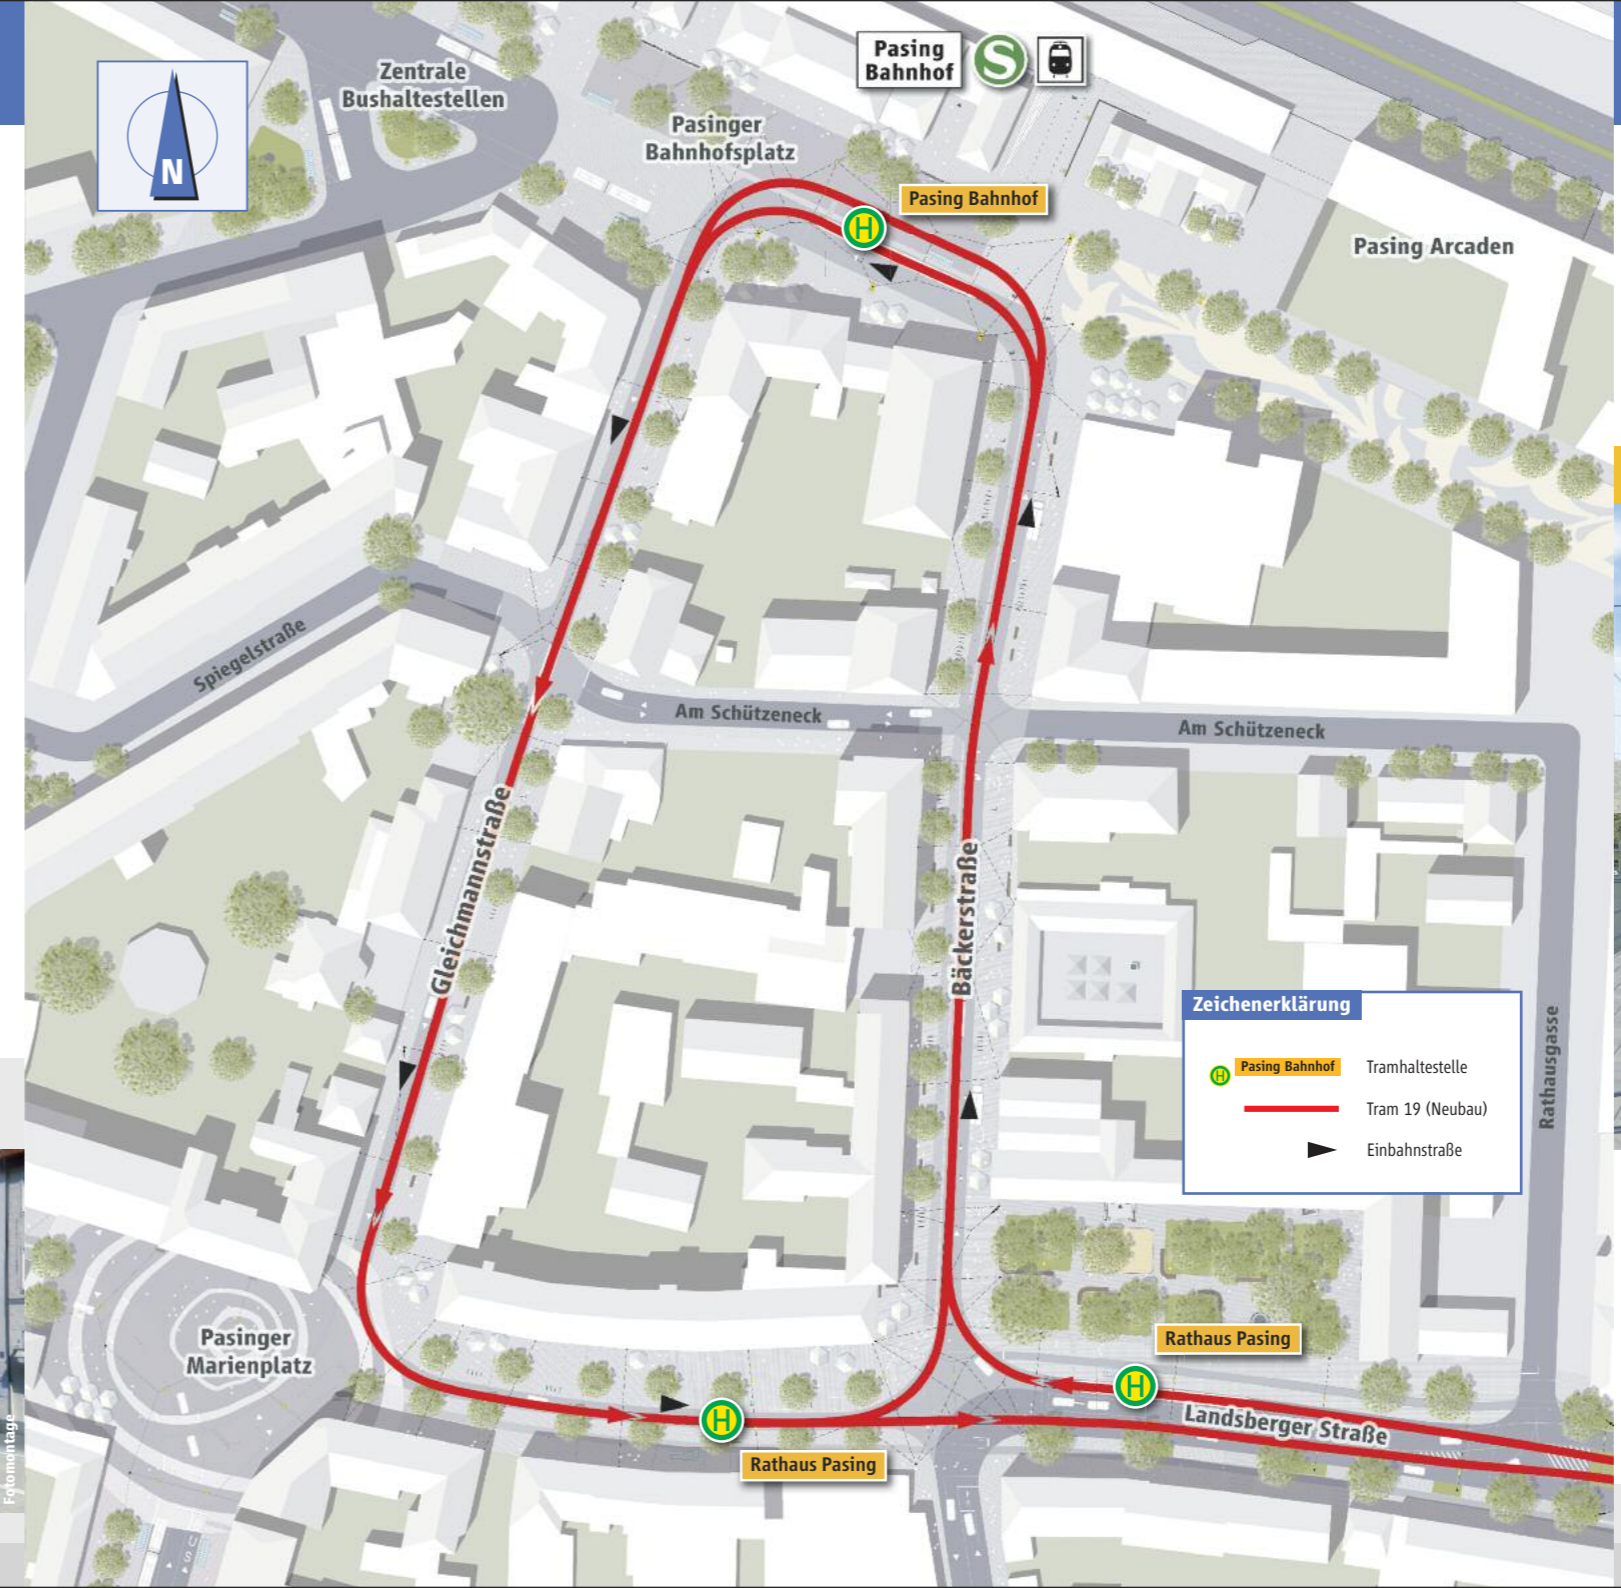 Pasing
Bahnhof
S
Zentrale
Bushaltestellen
N
Pasinger
Bahnhofsplatz
Pasing Bahnhof
H
Pasing Arcaden
Spiegelstraße
Am Schützeneck
Am Schützeneck
Gleichmannstraße
Bäckerstraße
Rathausgasse
Zeichenerklärung
H
Pasing Bahnhof
Tramhaltestelle
Tram 19 (Neubau)
Einbahnstraße
Pasinger
Marienplatz
Rathaus Pasing
H
H
Landsberger Straße
Rathaus Pasing
Fotomontage
BUS